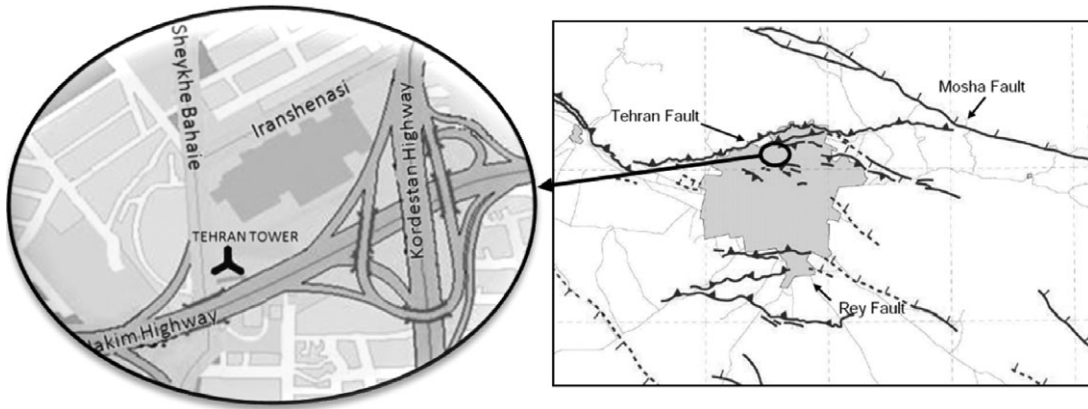 Sheykhe Bahaie
Iranshenasi
Kordestan Highway
TEHRAN TOWER
Hakim Highway
Tehran Fault
Mosha Fault
Rey Fault